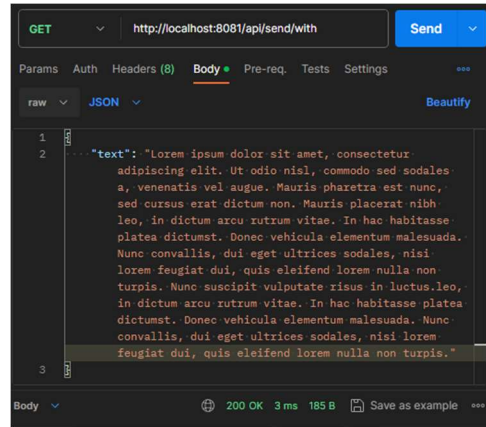 GET http://localhost:8081/api/send/with Send
Params Auth Headers (8) Body Pre-req. Tests Settings
raw JSON Beautify
1 {
2 "text": "Lorem ipsum dolor sit amet, consectetur
adipiscing elit. Ut odio nisl, commodo sed sodales
a, venenatis vel augue. Mauris pharetra est nunc,
sed cursus erat dictum non. Mauris placerat nibh
leo, in dictum arcu rutrum vitae. In hac habitasse
platea dictumst. Donec vehicula elementum malesuada.
Nunc convallis, dui eget ultrices sodales, nisi
lorem feugiat dui, quis eleifend lorem nulla non
turpis. Nunc suscipit vulputate risus in luctus.leo,
in dictum arcu rutrum vitae. In hac habitasse platea
dictumst. Donec vehicula elementum malesuada. Nunc
convallis, dui eget ultrices sodales, nisi lorem
feugiat dui, quis eleifend lorem nulla non turpis."
3 }
Body 200 OK 3 ms 185 B Save as example